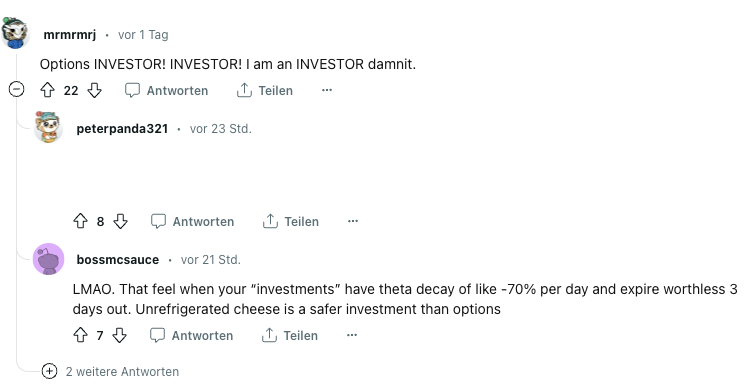 mrmrmrj • vor 1 Tag
Options INVESTOR! INVESTOR! I am an INVESTOR damnit.
22 Antworten Teilen ...
peterpanda321 • vor 23 Std.
8 Antworten Teilen ...
bossmcsauce • vor 21 Std.
LMAO. That feel when your “investments” have theta decay of like -70% per day and expire worthless 3
days out. Unrefrigerated cheese is a safer investment than options
7 Antworten Teilen ...
2 weitere Antworten